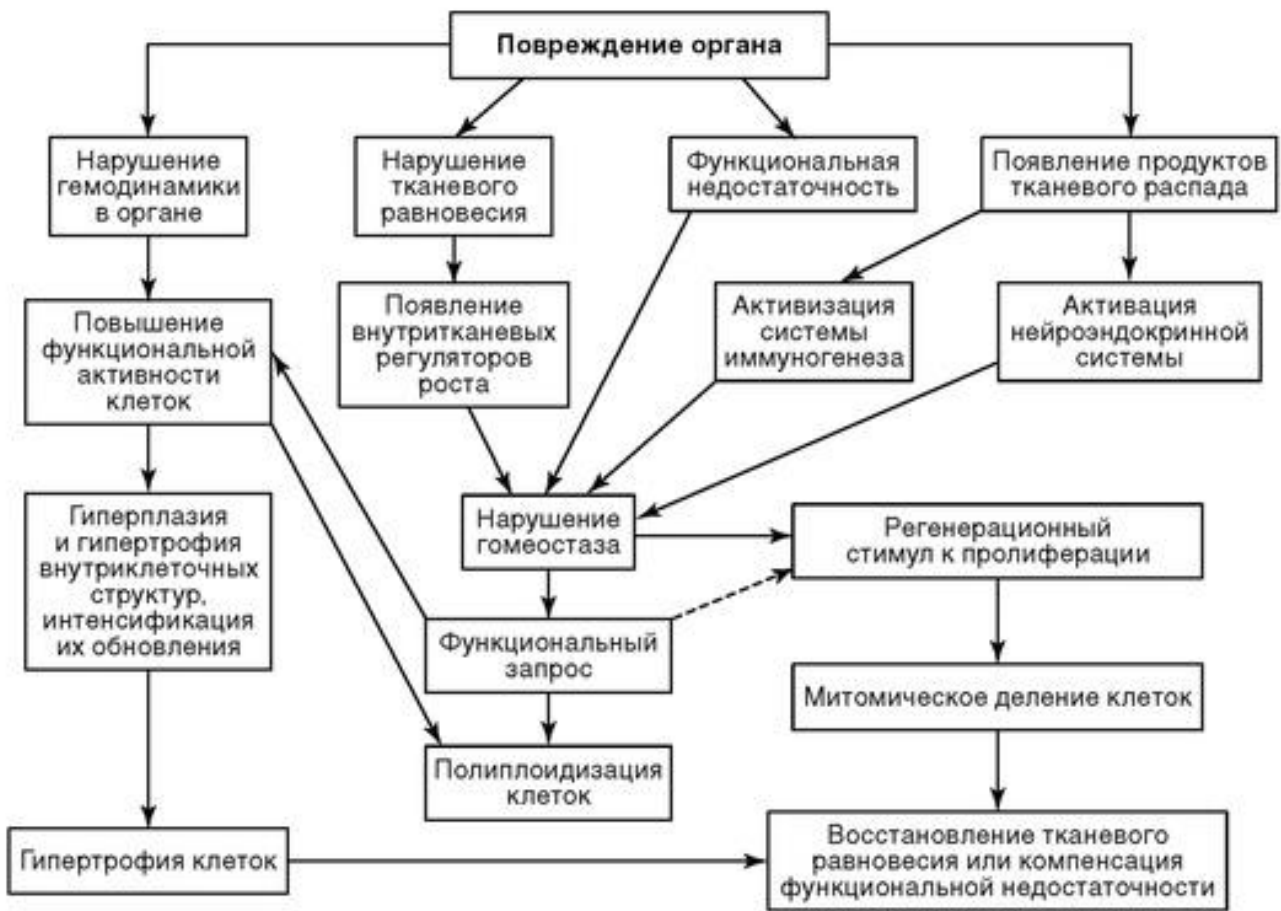 Повреждение органа
Нарушение
гемодинамики
в органе
Нарушение
тканевого
равновесия
Функциональная
недостаточность
Появление продуктов
тканевого распада
Повышение
функциональной
активности
клеток
Появление
внутритканевых
регуляторов
роста
Активизация
системы
иммуногенеза
Активация
нейроэндокринной
системы
Гиперплазия
и гипертрофия
внутриклеточных
структур,
интенсификация
их обновления
Нарушение
гомеостаза
Регенерационный
стимул к пролиферации
Функциональный
запрос
Митомическое деление клеток
Полиплоидизация
клеток
Гипертрофия клеток
Восстановление тканевого
равновесия или компенсация
функциональной недостаточности